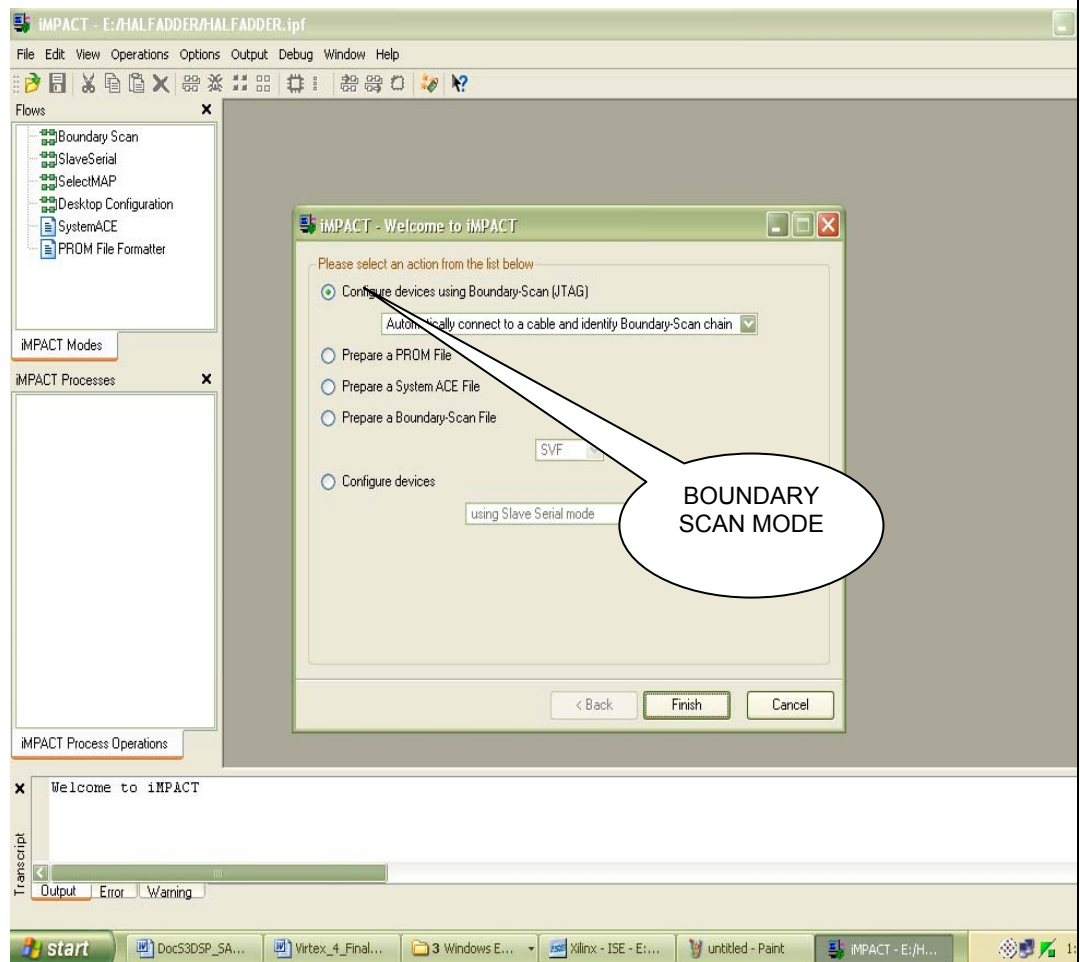 iMPACT - E:/HALFADDER/HALFADDER.ipf
File Edit View Operations Options Output Debug Window Help
Flows
Boundary Scan
SlaveSerial
SelectMAP
Desktop Configuration
SystemACE
PROM File Formatter
iMPACT Modes
iMPACT Processes
iMPACT Process Operations
iMPACT - Welcome to iMPACT
Please select an action from the list below
Configure devices using Boundary-Scan (JTAG)
Automatically connect to a cable and identify Boundary-Scan chain
Prepare a PROM File
Prepare a System ACE File
Prepare a Boundary-Scan File
SVF
Configure devices
using Slave Serial mode
BOUNDARY
SCAN MODE
< Back Finish Cancel
Welcome to iMPACT
Transcript
Output Error Warning
start DocS3DSP_SA... Virtex_4_Final... 3 Windows E... Xilinx - ISE - E:... untitled - Paint iMPACT - E:/H... 1: